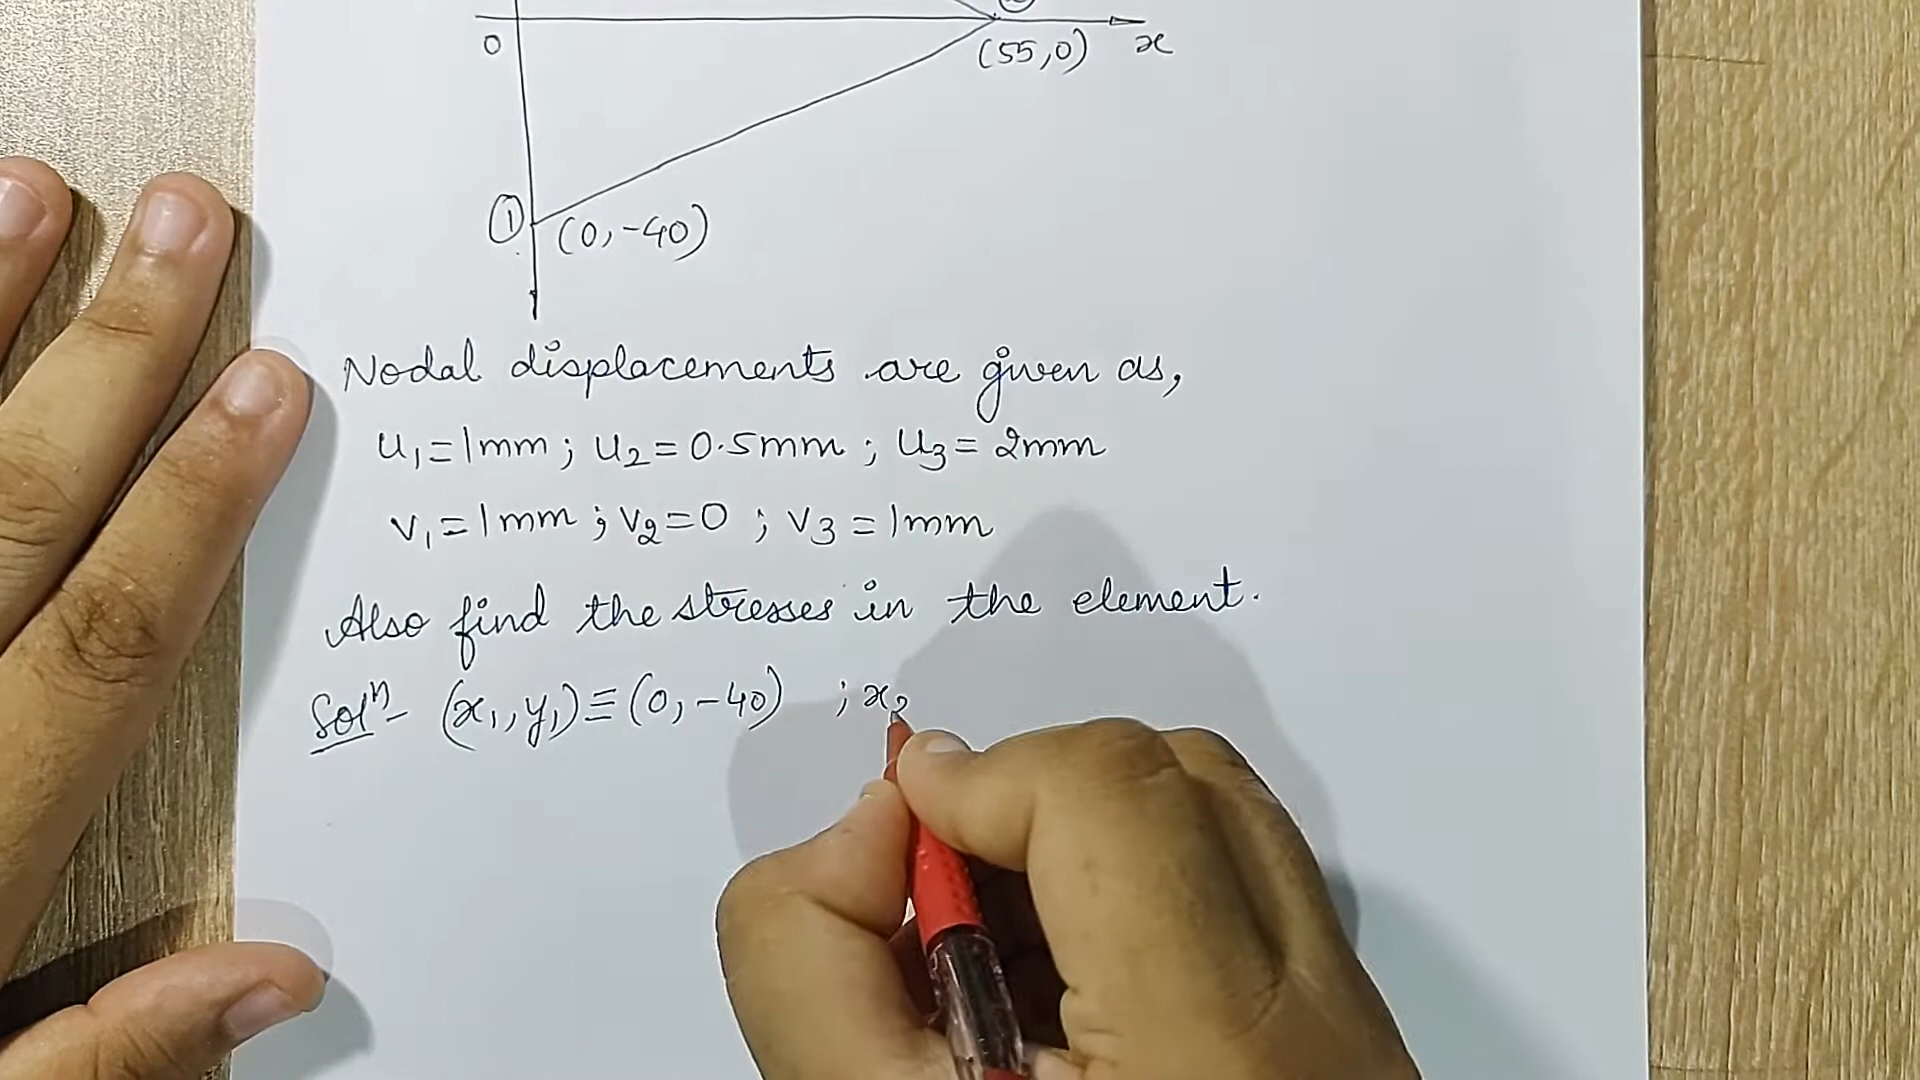 0 (55,0) x
① (0,-40)
Nodal displacements are given as,
u₁=1mm; u₂=0.5mm; u₃=2mm
v₁=1mm; v₂=0; v₃=1mm
Also find the stresses in the element.
Solⁿ- (x₁,y₁)≡(0,-40) ;x₂